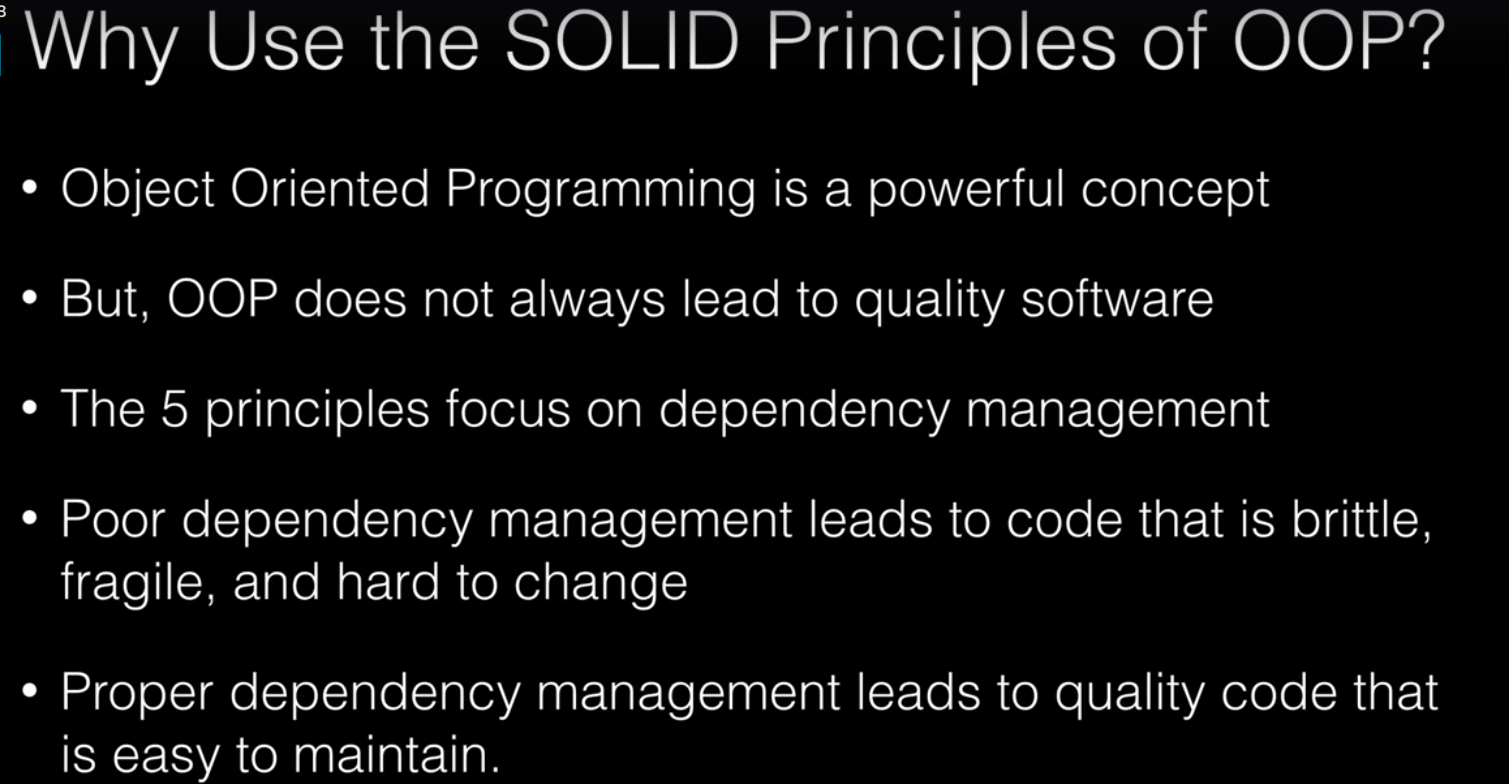 3
Why Use the SOLID Principles of OOP?
• Object Oriented Programming is a powerful concept
• But, OOP does not always lead to quality software
• The 5 principles focus on dependency management
• Poor dependency management leads to code that is brittle,
fragile, and hard to change
• Proper dependency management leads to quality code that
is easy to maintain.